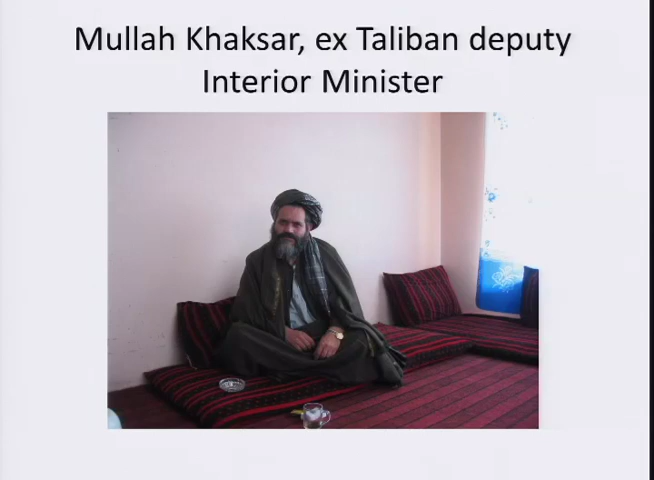 Mullah Khaksar, ex Taliban deputy
Interior Minister